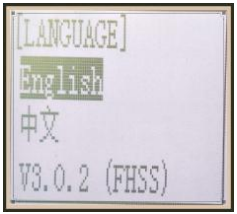 [LANGUAGE]
English
中文
V3.0.2 (FHSS)